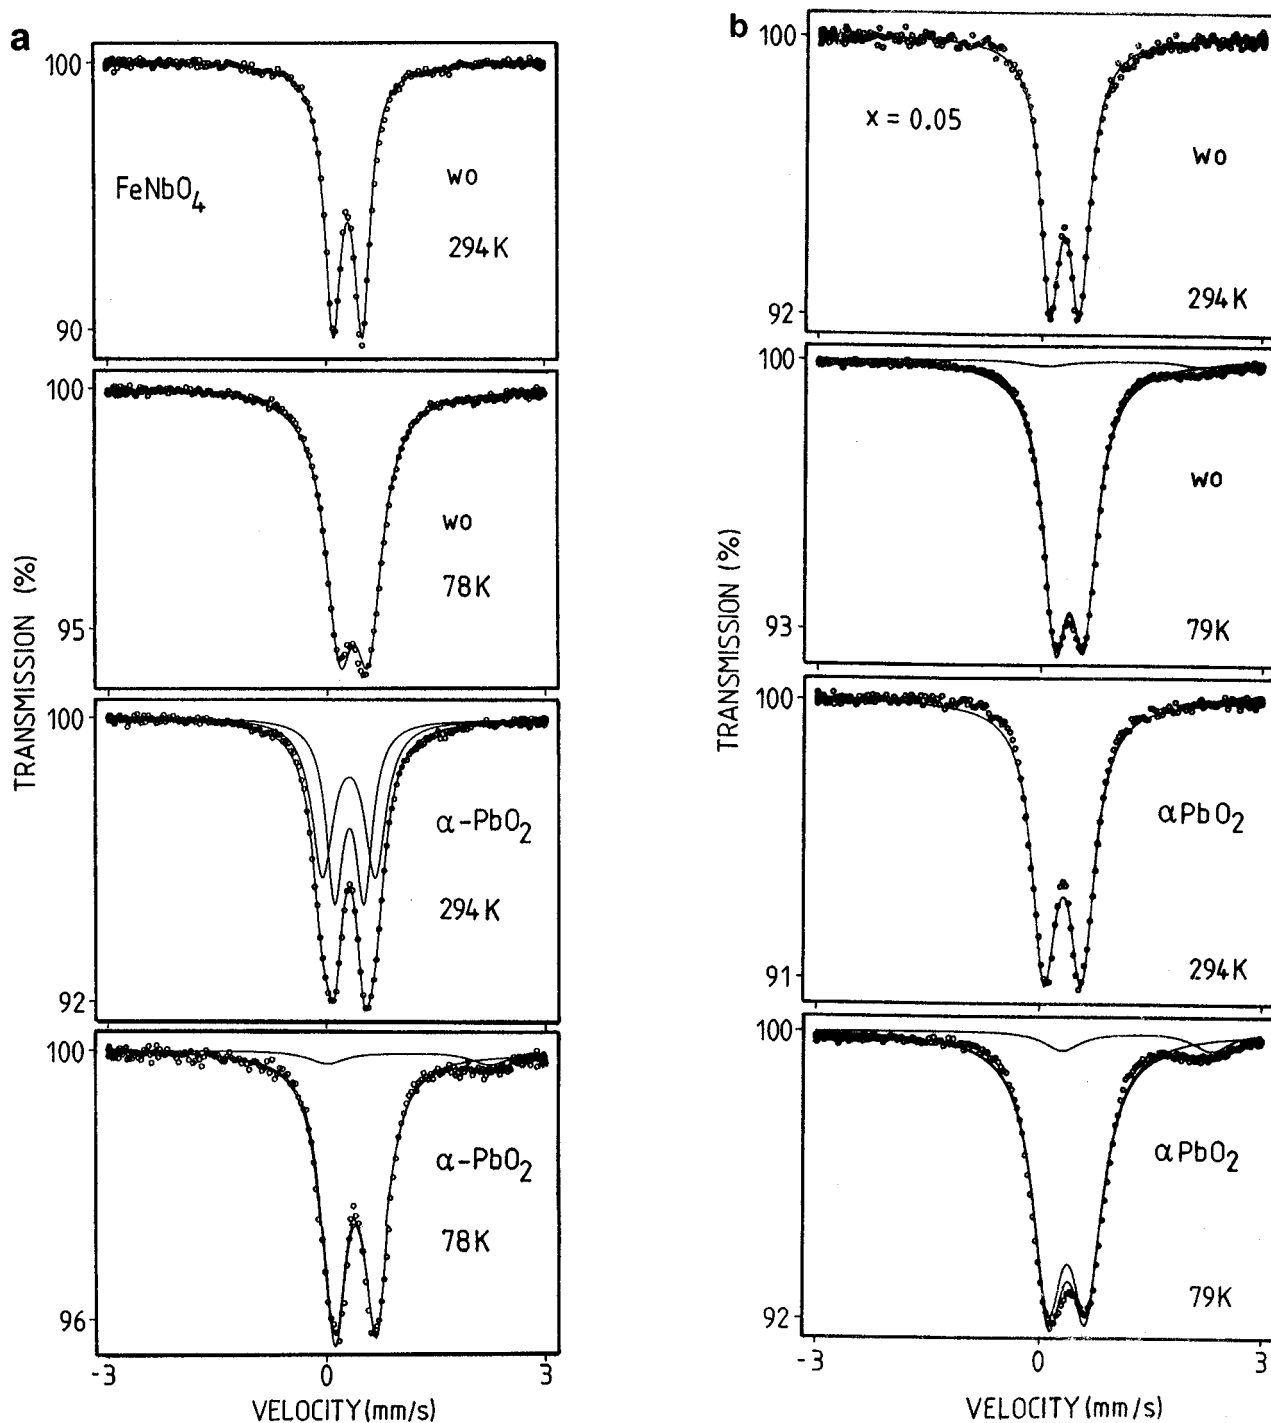 a
100
FeNbO4
wo
294K
90
100
wo
78K
95
100
α-PbO2
294K
92
100
α-PbO2
78K
96
-3
0
3
VELOCITY(mm/s)
TRANSMISSION (%)
b
100
x = 0.05
wo
294K
92
100
wo
79K
93
100
αPbO2
294K
91
100
αPbO2
79K
92
-3
0
3
VELOCITY (mm/s)
TRANSMISSION (%)